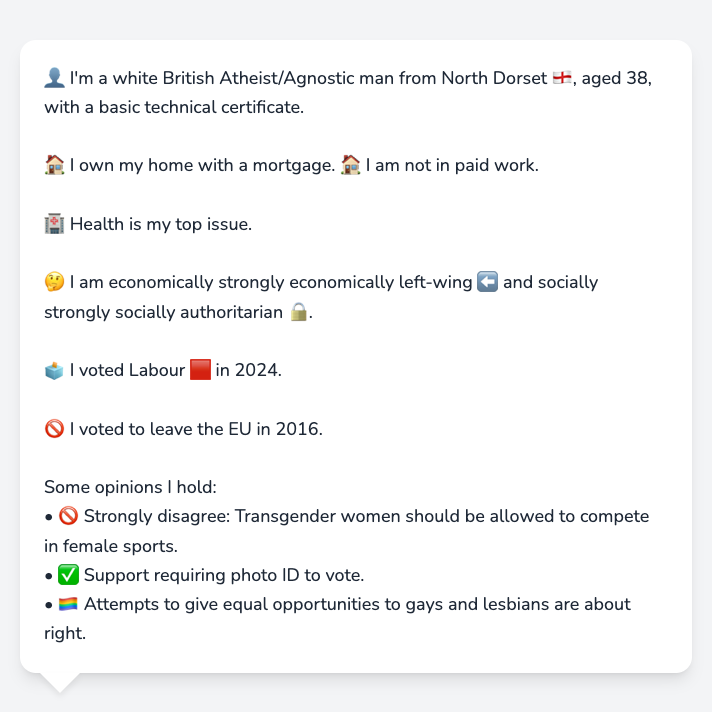 👤 I'm a white British Atheist/Agnostic man from North Dorset 🏴󠁧󠁢󠁥󠁮󠁧󠁿, aged 38,
with a basic technical certificate.
🏠 I own my home with a mortgage. 🏠 I am not in paid work.
🏥 Health is my top issue.
🤔 I am economically strongly economically left-wing ⬅️ and socially
strongly socially authoritarian 🔒.
🗳️ I voted Labour 🟥 in 2024.
🚫 I voted to leave the EU in 2016.
Some opinions I hold:
• 🚫 Strongly disagree: Transgender women should be allowed to compete
in female sports.
• ✅ Support requiring photo ID to vote.
• 🏳️‍🌈 Attempts to give equal opportunities to gays and lesbians are about
right.